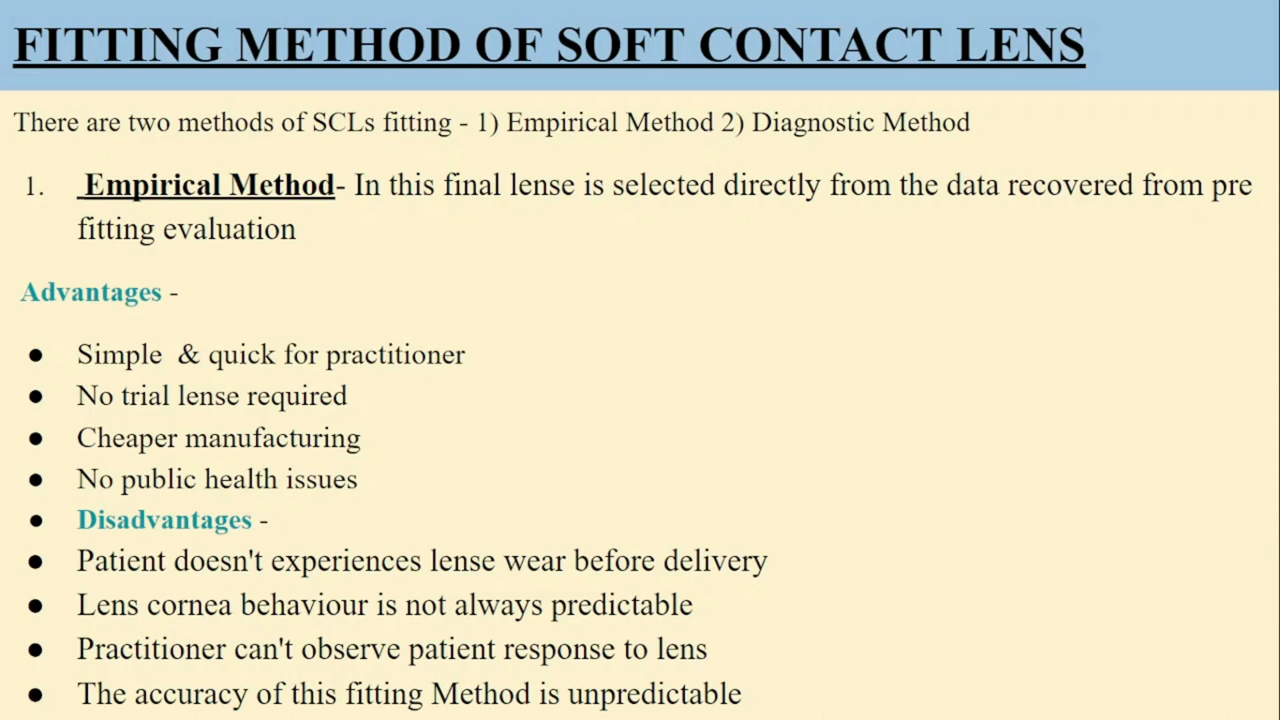 FITTING METHOD OF SOFT CONTACT LENS
There are two methods of SCLs fitting - 1) Empirical Method 2) Diagnostic Method
1. Empirical Method- In this final lense is selected directly from the data recovered from pre
fitting evaluation
Advantages -
● Simple & quick for practitioner
● No trial lense required
● Cheaper manufacturing
● No public health issues
● Disadvantages -
● Patient doesn't experiences lense wear before delivery
● Lens cornea behaviour is not always predictable
● Practitioner can't observe patient response to lens
● The accuracy of this fitting Method is unpredictable